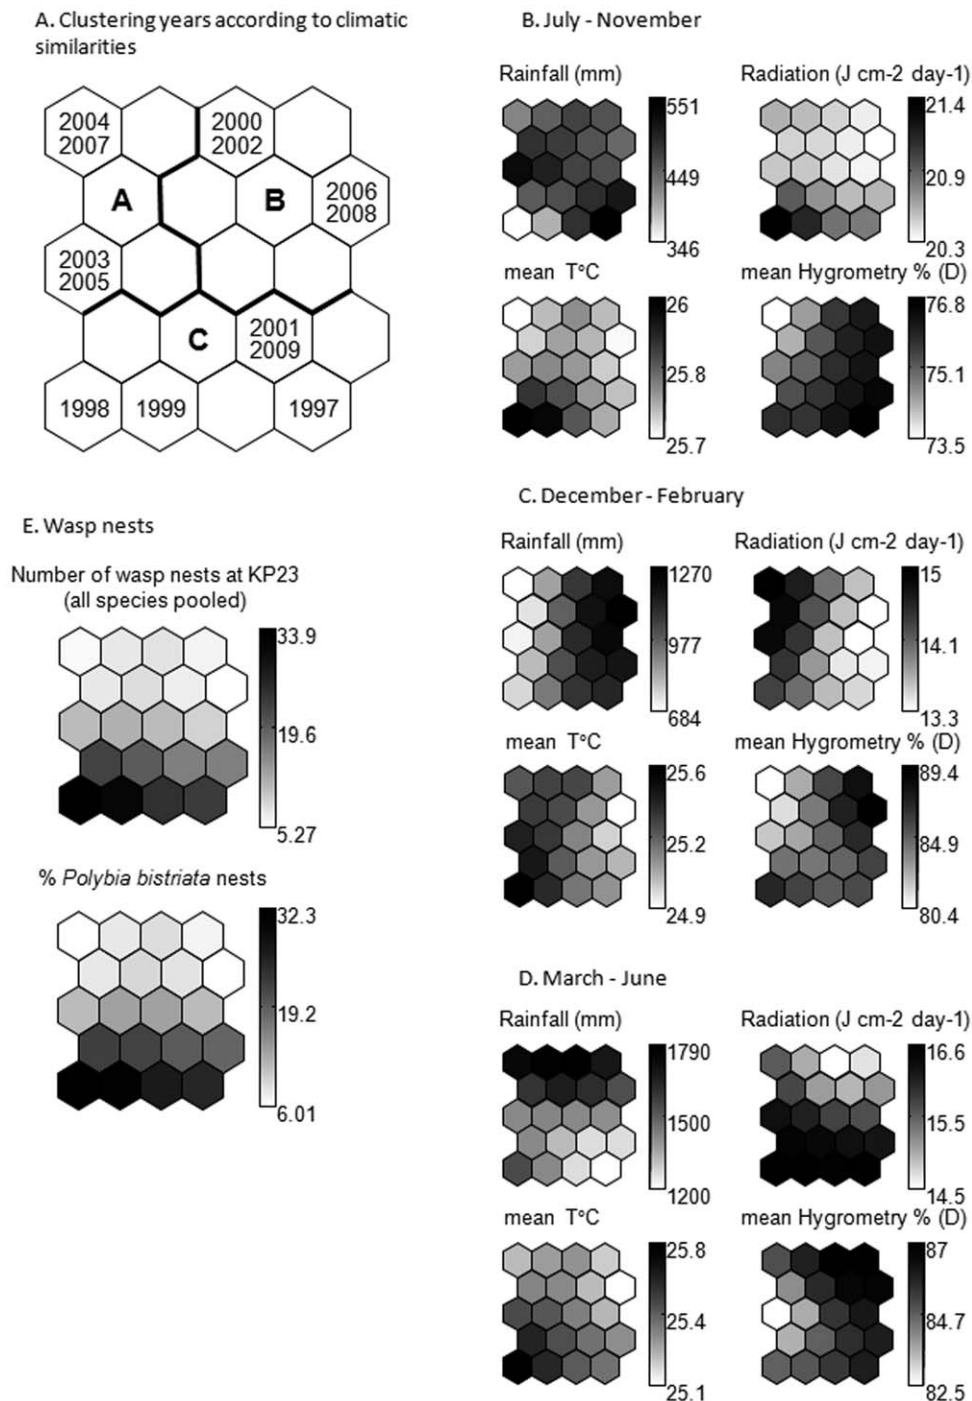 A. Clustering years according to climatic
similarities
2004
2007
2000
2002
A
B
2006
2008
2003
2005
C
2001
2009
1998
1999
1997
B. July - November
Rainfall (mm)
551
449
346
Radiation (J cm-2 day-1)
21.4
20.9
20.3
mean T°C
26
25.8
25.7
mean Hygrometry % (D)
76.8
75.1
73.5
C. December - February
Rainfall (mm)
1270
977
684
Radiation (J cm-2 day-1)
15
14.1
13.3
mean T°C
25.6
25.2
24.9
mean Hygrometry % (D)
89.4
84.9
80.4
D. March - June
Rainfall (mm)
1790
1500
1200
Radiation (J cm-2 day-1)
16.6
15.5
14.5
mean T°C
25.8
25.4
25.1
mean Hygrometry % (D)
87
84.7
82.5
E. Wasp nests
Number of wasp nests at KP23
(all species pooled)
33.9
19.6
5.27
% Polybia bistriata nests
32.3
19.2
6.01